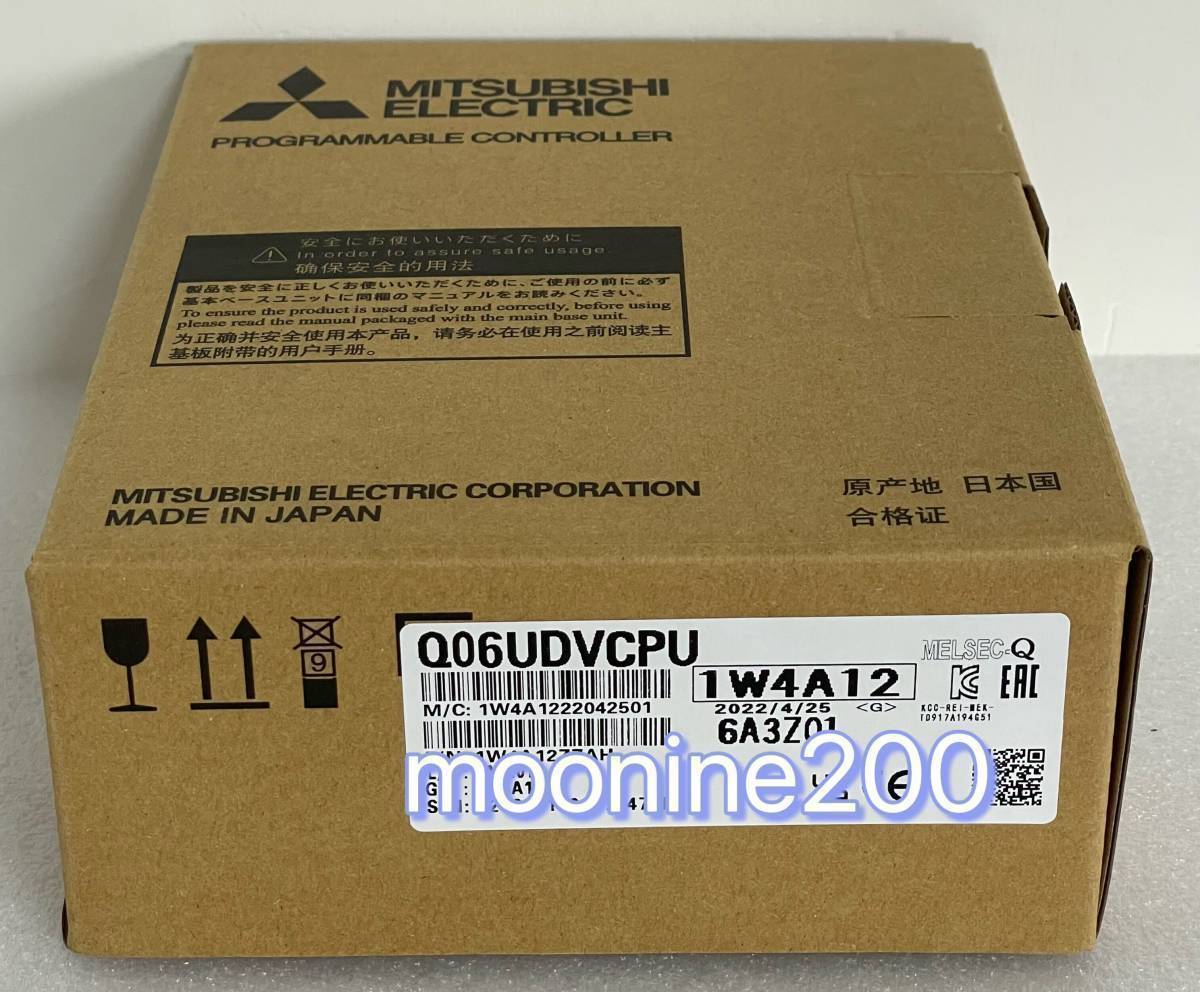 MITSUBISHI
ELECTRIC
PROGRAMMABLE CONTROLLER
安全にお使いいただくために
In order to assure safe usage.
确保安全的用法
製品を安全に正しくお使いいただくために、ご使用の前に必ず
基本ベースユニットに同梱のマニュアルをお読みください。
To ensure the product is used safely and correctly, before using
please read the manual packaged with the main base unit.
为正确并安全使用本产品，请务必在使用之前阅读主
基板附带的用户手册。
MITSUBISHI ELECTRIC CORPORATION
MADE IN JAPAN
原产地 日本国
合格证
9
Q06UDVCPU
MELSEC-Q
1W4A12
M/C: 1W4A1222042501
2022/4/25 <G>
6A3Z01
EAC
KCC-REI-MEK-
TD917A194G51
moonine200
CE